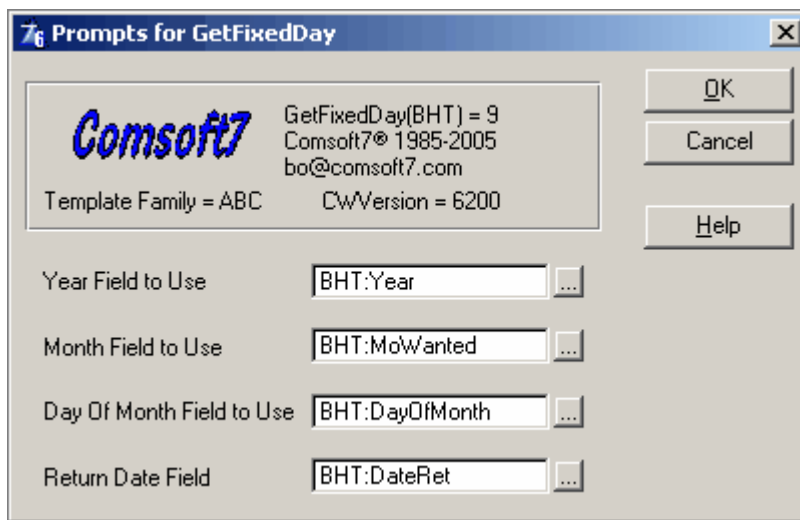 76 Prompts for GetFixedDay
Comsoft7
GetFixedDay(BHT) = 9
Comsoft7® 1985-2005
bo@comsoft7.com
Template Family = ABC CWVersion = 6200
OK
Cancel
Help
Year Field to Use BHT:Year ...
Month Field to Use BHT:MoWanted ...
Day Of Month Field to Use BHT:DayOfMonth ...
Return Date Field BHT:DateRet ...